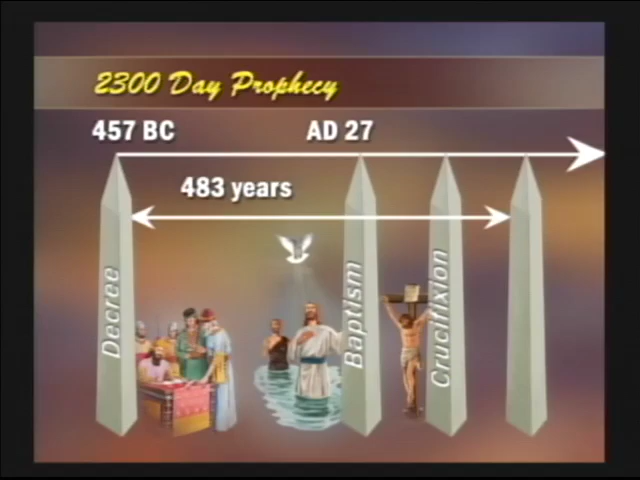 2300 Day Prophecy
457 BC
AD 27
483 years
Decree
Baptism
Crucifixion